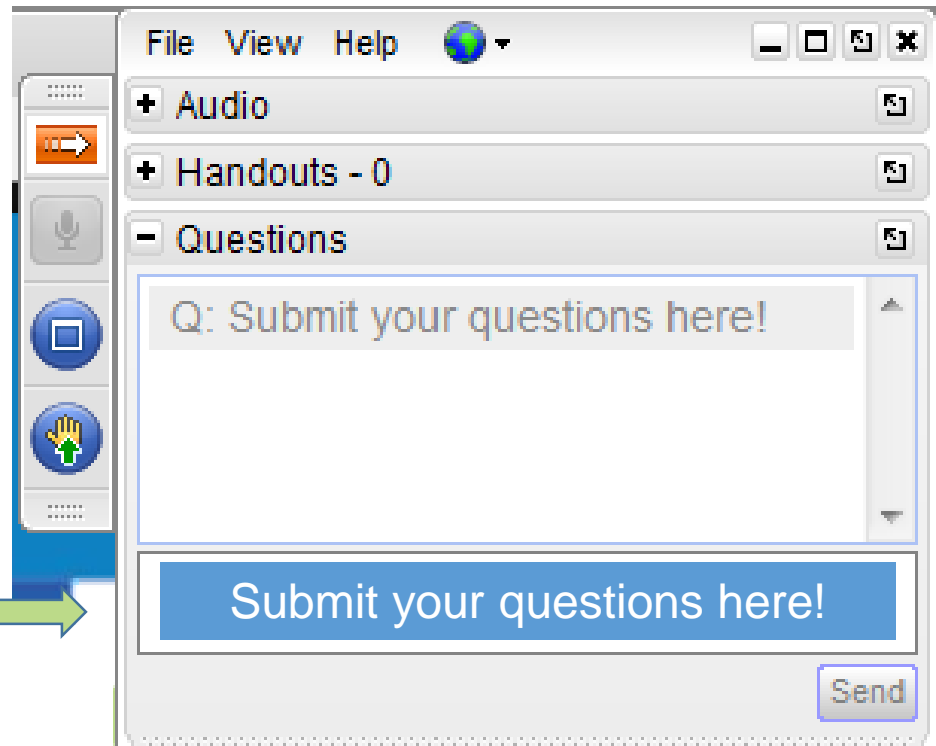 File View Help
Audio
Handouts - 0
Questions
Q: Submit your questions here!
Submit your questions here!
Send